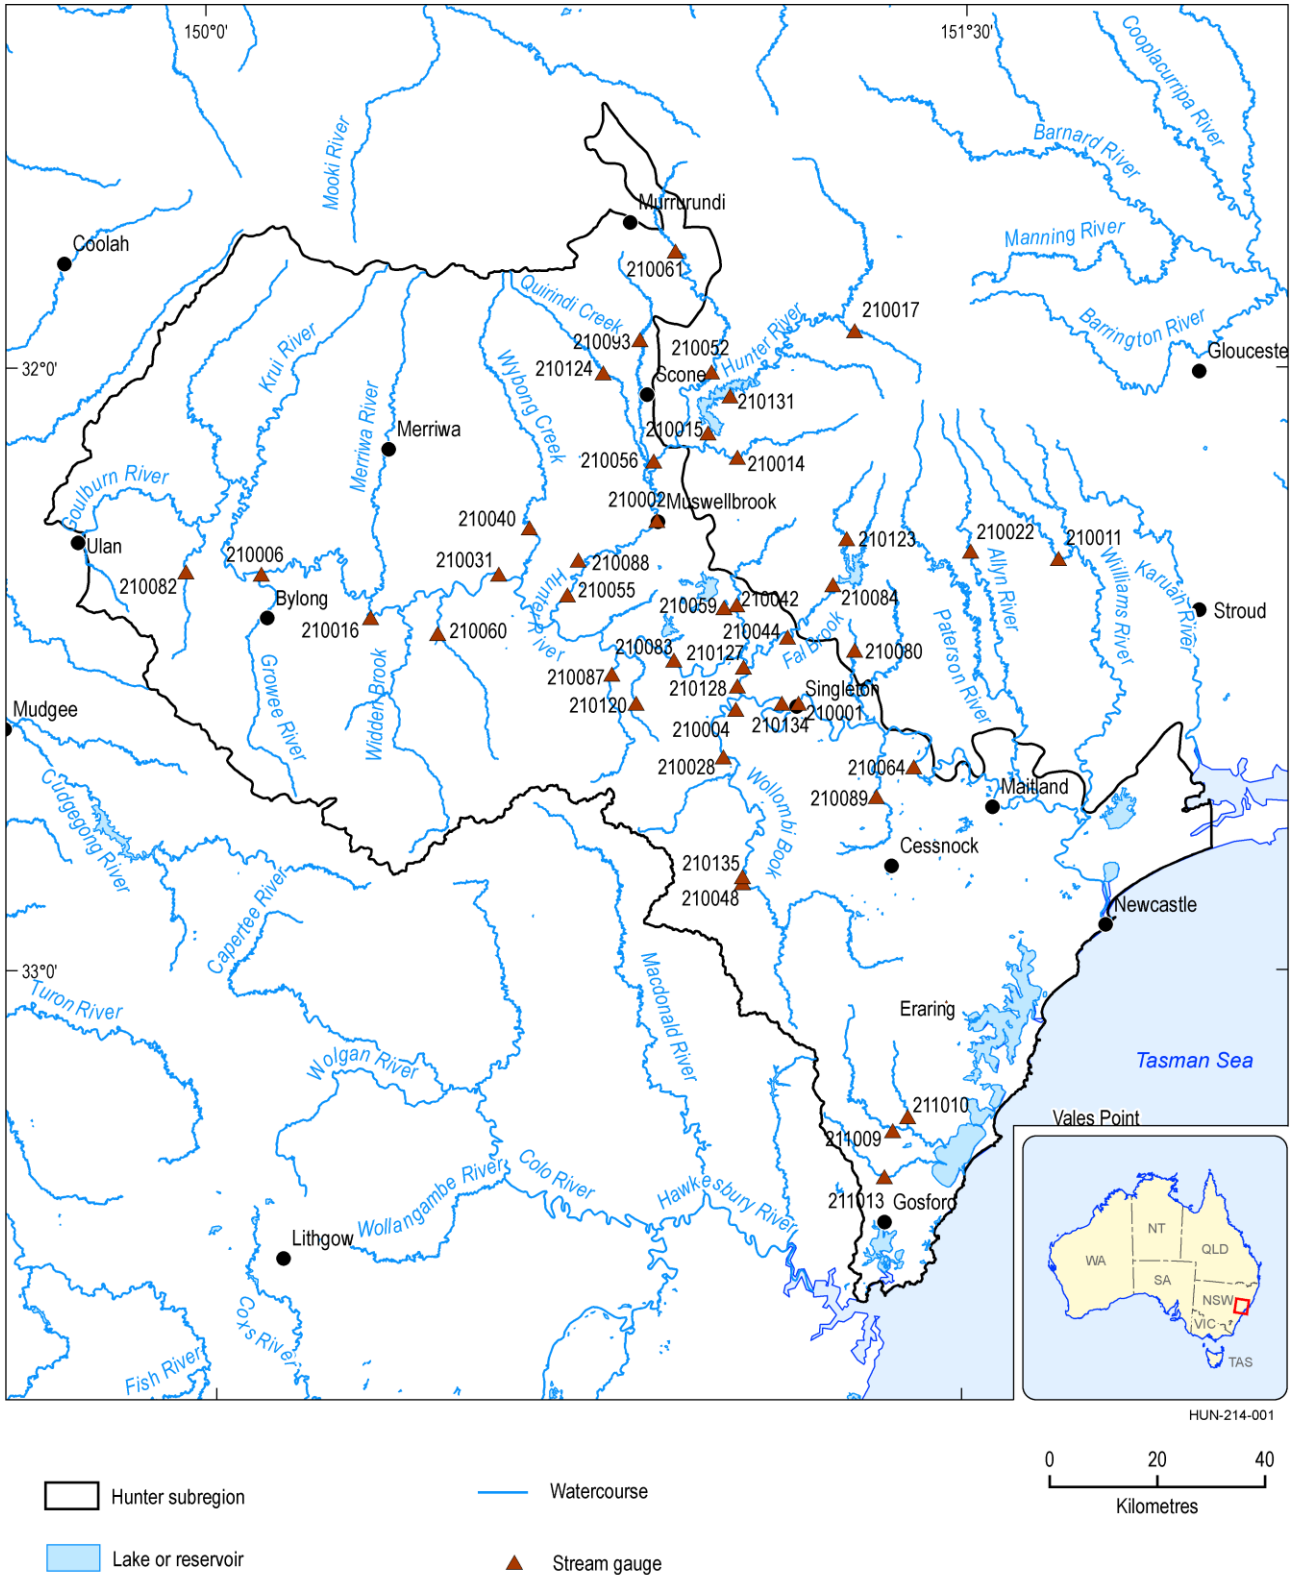 150°0'
151°30'
Cooplacurripa River
Mooki River
Barnard River
Murrurundi
Coolah
Manning River
210061
Quirindi Creek
210017
Hunter River
Barrington River
Krui River
210093
210052
Glouceste
32°0'
210124
Scone
Wybong Creek
210131
Merriwa River
Merriwa
210015
210056
210014
Goulburn River
210002
Muswellbrook
210040
210123
210022
210011
Ulan
210006
210031
210088
Allyn River
Williams River
Karuah River
210082
210055
Hunter River
210059
210042
210084
Bylong
Stroud
210016
210060
210044
Fal Brook
Paterson River
210083
210127
210080
Growee River
Widden Brook
210087
210128
Singleton
210120
210001
Mudgee
210004
210134
210028
210064
Cudgegong River
Wollombi Book
210089
Maitland
Cessnock
210135
210048
Capertee River
Newcastle
Macdonald River
33°0'
Turon River
Eraring
Wolgan River
Tasman Sea
211010
Vales Point
211009
Colo River
Wollangambe River
Hawkesbury River
211013
Gosford
Lithgow
Coxs River
Fish River
NT
QLD
WA
SA
NSW
VIC
TAS
HUN-214-001
0
20
40
Kilometres
Hunter subregion
Watercourse
Lake or reservoir
Stream gauge